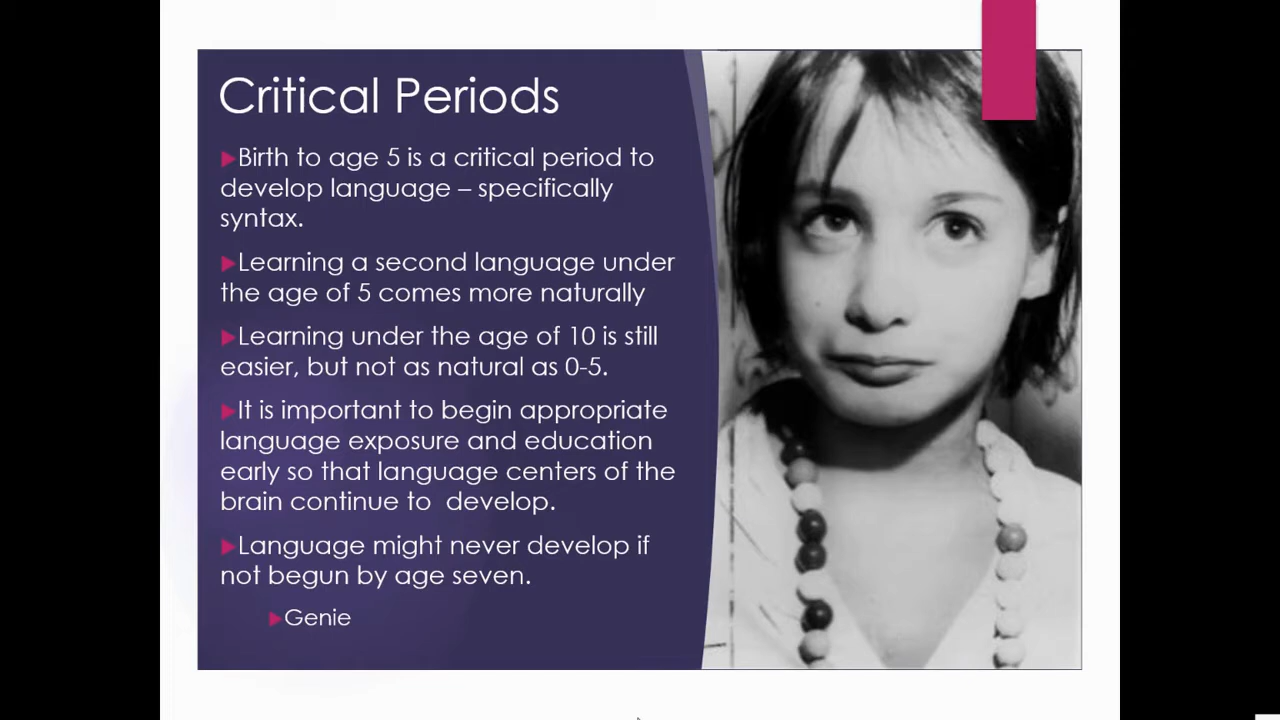 Critical Periods
Birth to age 5 is a critical period to
develop language – specifically
syntax.
Learning a second language under
the age of 5 comes more naturally
Learning under the age of 10 is still
easier, but not as natural as 0-5.
It is important to begin appropriate
language exposure and education
early so that language centers of the
brain continue to  develop.
Language might never develop if
not begun by age seven.
Genie